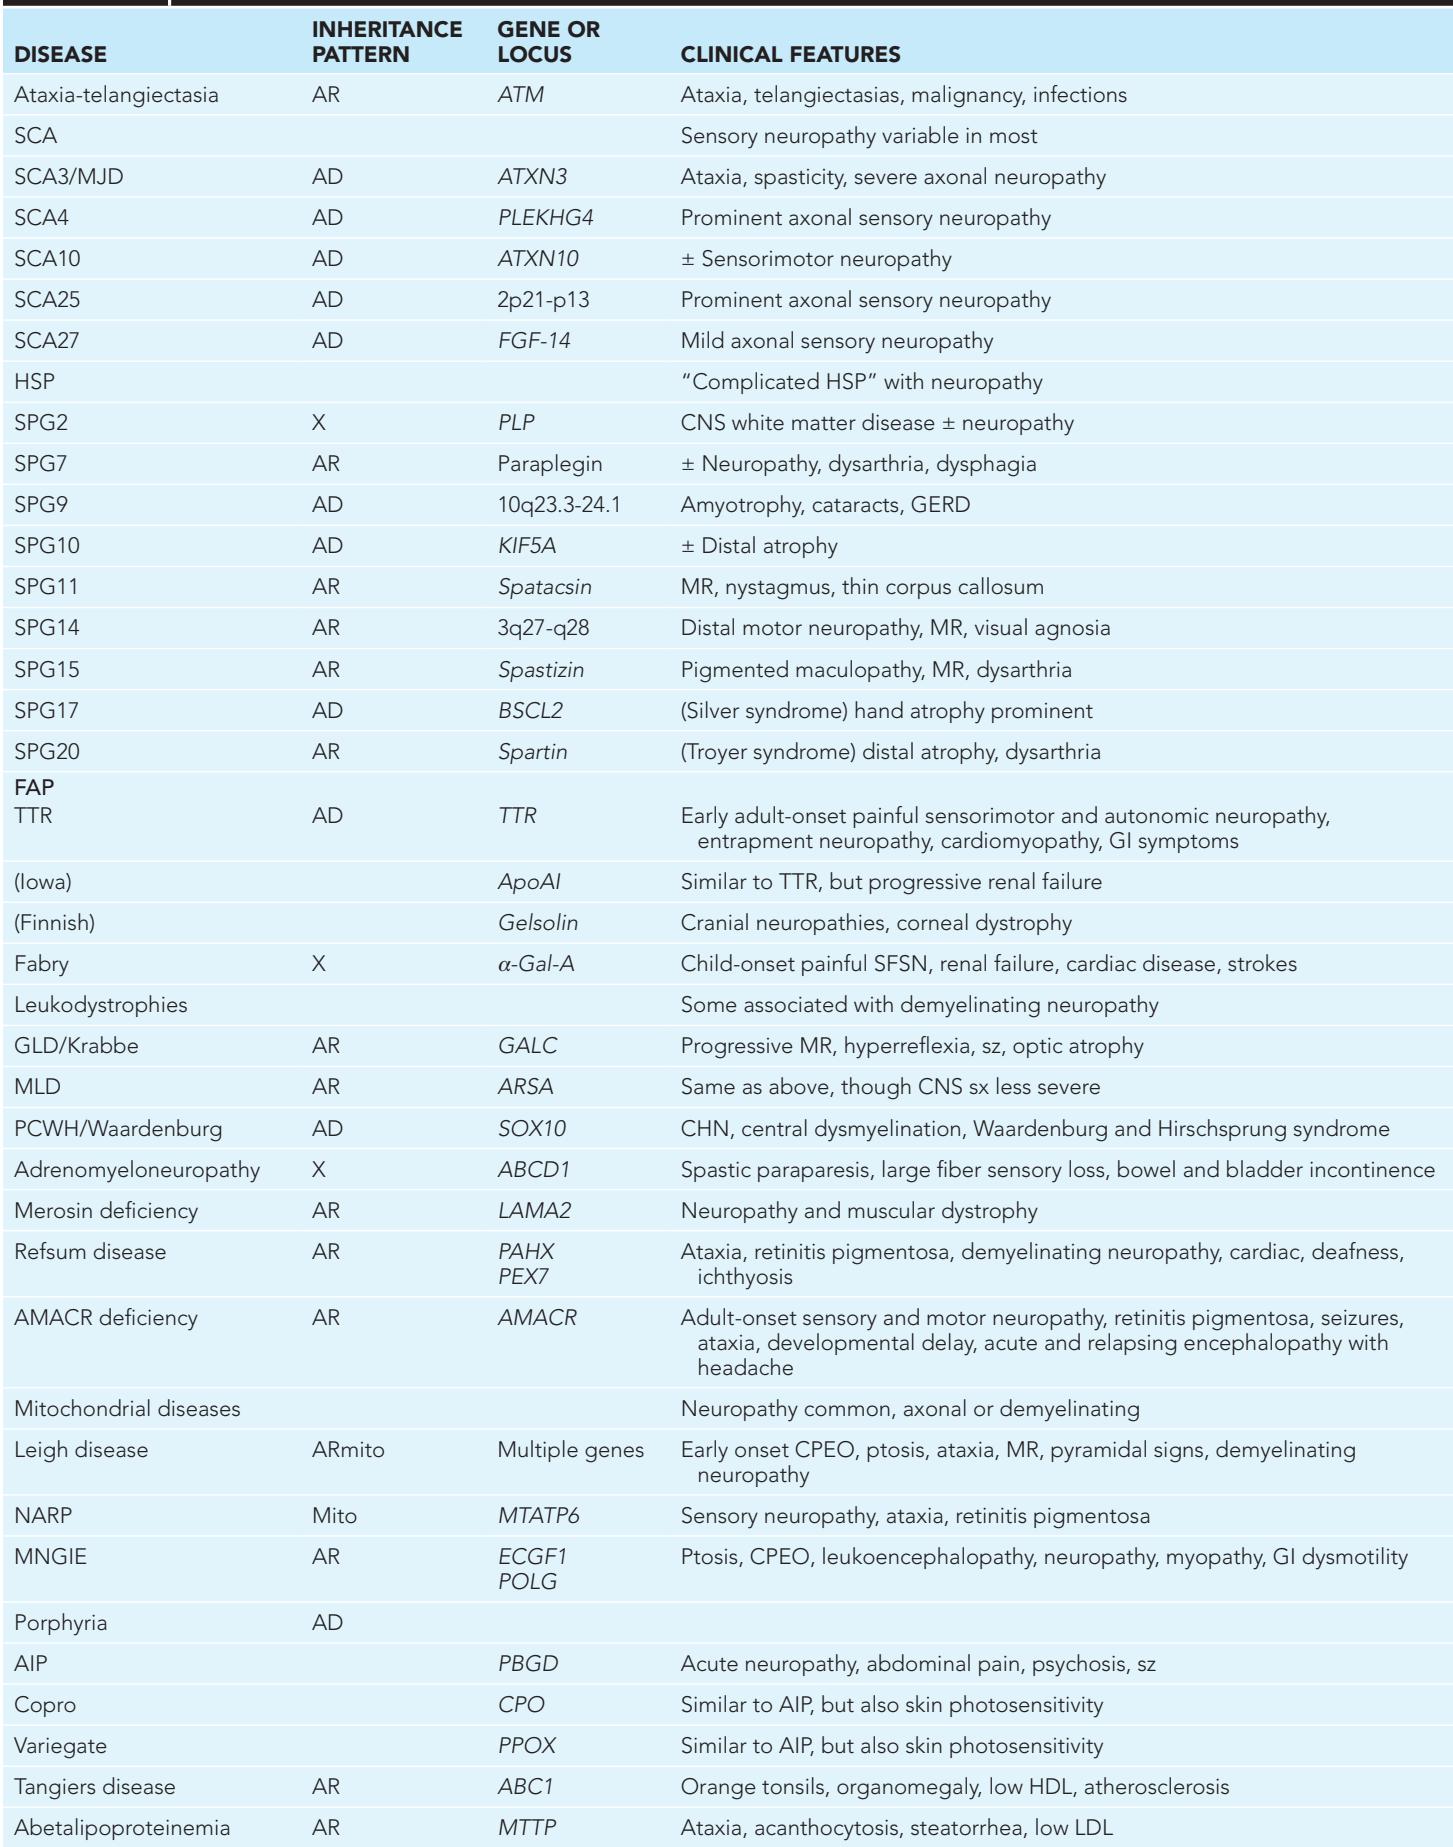 DISEASE INHERITANCE PATTERN GENE OR LOCUS CLINICAL FEATURES
Ataxia-telangiectasia AR ATM Ataxia, telangiectasias, malignancy, infections
SCA Sensory neuropathy variable in most
SCA3/MJD AD ATXN3 Ataxia, spasticity, severe axonal neuropathy
SCA4 AD PLEKHG4 Prominent axonal sensory neuropathy
SCA10 AD ATXN10 ± Sensorimotor neuropathy
SCA25 AD 2p21-p13 Prominent axonal sensory neuropathy
SCA27 AD FGF-14 Mild axonal sensory neuropathy
HSP “Complicated HSP” with neuropathy
SPG2 X PLP CNS white matter disease ± neuropathy
SPG7 AR Paraplegin ± Neuropathy, dysarthria, dysphagia
SPG9 AD 10q23.3-24.1 Amyotrophy, cataracts, GERD
SPG10 AD KIF5A ± Distal atrophy
SPG11 AR Spatacsin MR, nystagmus, thin corpus callosum
SPG14 AR 3q27-q28 Distal motor neuropathy, MR, visual agnosia
SPG15 AR Spastizin Pigmented maculopathy, MR, dysarthria
SPG17 AD BSCL2 (Silver syndrome) hand atrophy prominent
SPG20 AR Spartin (Troyer syndrome) distal atrophy, dysarthria
FAP
TTR AD TTR Early adult-onset painful sensorimotor and autonomic neuropathy,
entrapment neuropathy, cardiomyopathy, GI symptoms
(Iowa) ApoAI Similar to TTR, but progressive renal failure
(Finnish) Gelsolin Cranial neuropathies, corneal dystrophy
Fabry X α-Gal-A Child-onset painful SFSN, renal failure, cardiac disease, strokes
Leukodystrophies Some associated with demyelinating neuropathy
GLD/Krabbe AR GALC Progressive MR, hyperreflexia, sz, optic atrophy
MLD AR ARSA Same as above, though CNS sx less severe
PCWH/Waardenburg AD SOX10 CHN, central dysmyelination, Waardenburg and Hirschsprung syndrome
Adrenomyeloneuropathy X ABCD1 Spastic paraparesis, large fiber sensory loss, bowel and bladder incontinence
Merosin deficiency AR LAMA2 Neuropathy and muscular dystrophy
Refsum disease AR PAHX Ataxia, retinitis pigmentosa, demyelinating neuropathy, cardiac, deafness,
PEX7 ichthyosis
AMACR deficiency AR AMACR Adult-onset sensory and motor neuropathy, retinitis pigmentosa, seizures,
ataxia, developmental delay, acute and relapsing encephalopathy with
headache
Mitochondrial diseases Neuropathy common, axonal or demyelinating
Leigh disease ARmito Multiple genes Early onset CPEO, ptosis, ataxia, MR, pyramidal signs, demyelinating
neuropathy
NARP Mito MTATP6 Sensory neuropathy, ataxia, retinitis pigmentosa
MNGIE AR ECGF1 Ptosis, CPEO, leukoencephalopathy, neuropathy, myopathy, GI dysmotility
POLG
Porphyria AD
AIP PBGD Acute neuropathy, abdominal pain, psychosis, sz
Copro CPO Similar to AIP, but also skin photosensitivity
Variegate PPOX Similar to AIP, but also skin photosensitivity
Tangiers disease AR ABC1 Orange tonsils, organomegaly, low HDL, atherosclerosis
Abetalipoproteinemia AR MTTP Ataxia, acanthocytosis, steatorrhea, low LDL